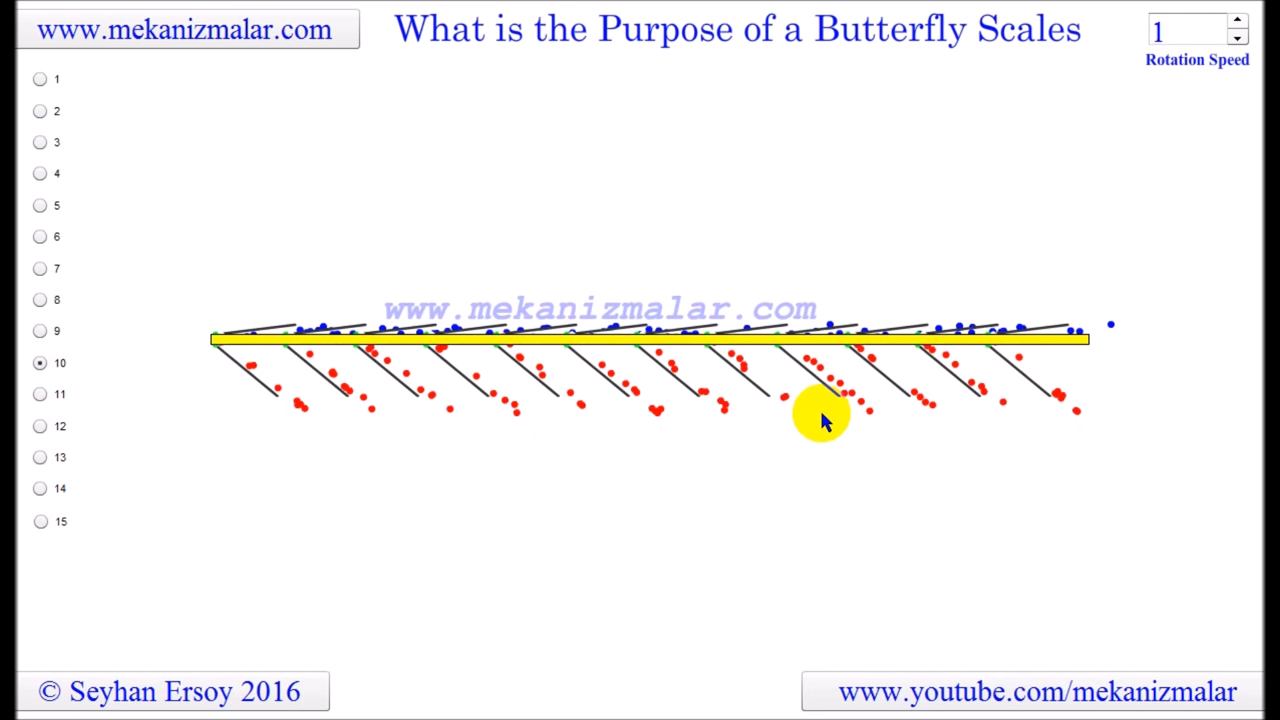 www.mekanizmalar.com
What is the Purpose of a Butterfly Scales
1
Rotation Speed
1
2
3
4
5
6
7
8
9
10
11
12
13
14
15
www.mekanizmalar.com
© Seyhan Ersoy 2016
www.youtube.com/mekanizmalar